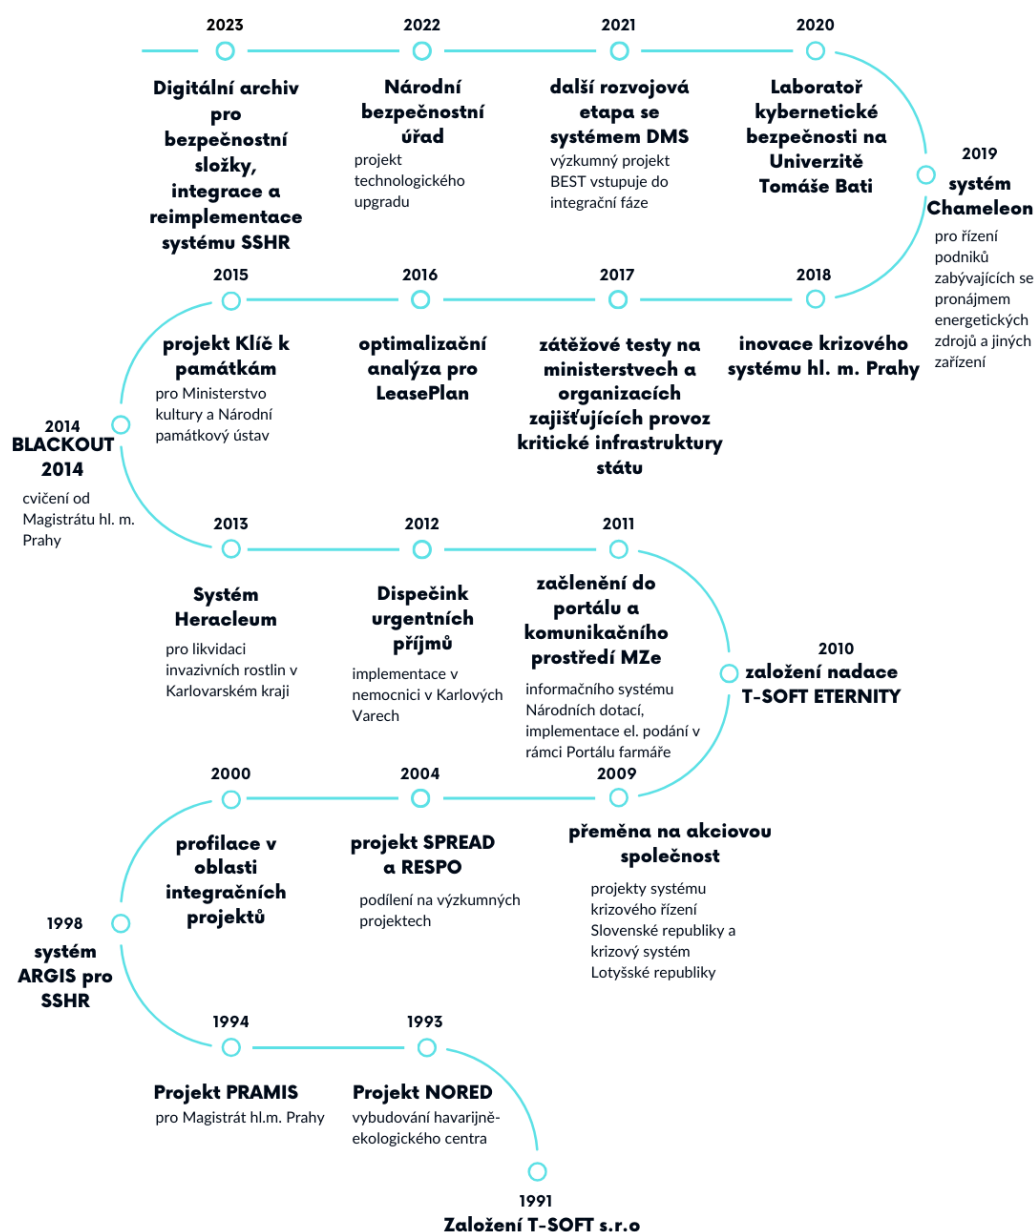 2023
Digitální archiv
pro
bezpečnostní
složky,
integrace a
reimplementace
systému SSHR
2022
Národní
bezpečnostní
úřad
projekt
technologického
upgradu
2021
další rozvojová
etapa se
systémem DMS
výzkumný projekt
BEST vstupuje do
integrační fáze
2020
Laboratoř
kybernetické
bezpečnosti na
Univerzitě
Tomáše Bati
2019
systém
Chameleon
pro řízení
podniků
zabývajících se
pronájmem
energetických
zdrojů a jiných
zařízení
2015
projekt Klíč k
památkám
pro Ministerstvo
kultury a Národní
památkový ústav
2016
optimalizační
analýza pro
LeasePlan
2017
zátěžové testy na
ministerstvech a
organizacích
zajišťujících provoz
kritické infrastruktury
státu
2018
inovace krizového
systému hl. m. Prahy
2014
BLACKOUT
2014
cvičení od
Magistrátu hl. m.
Prahy
2013
Systém
Heracleum
pro likvidaci
invazivních rostlin v
Karlovarském kraji
2012
Dispečink
urgentních
příjmů
implementace v
nemocnici v Karlových
Varech
2011
začlenění do
portálu a
komunikačního
prostředí MZe
informačního systému
Národních dotací,
implementace el. podání v
rámci Portálu farmáře
2010
založení nadace
T-SOFT ETERNITY
2000
profilace v
oblasti
integračních
projektů
2004
projekt SPREAD
a RESPO
podílení na výzkumných
projektech
2009
přeměna na akciovou
společnost
projekty systému
krizového řízení
Slovenské republiky a
krizový systém
Lotyšské republiky
1998
systém
ARGIS pro
SSHR
1994
Projekt PRAMIS
pro Magistrát hl.m. Prahy
1993
Projekt NORED
vybudování havarijně-
ekologického centra
1991
Založení T-SOFT s.r.o